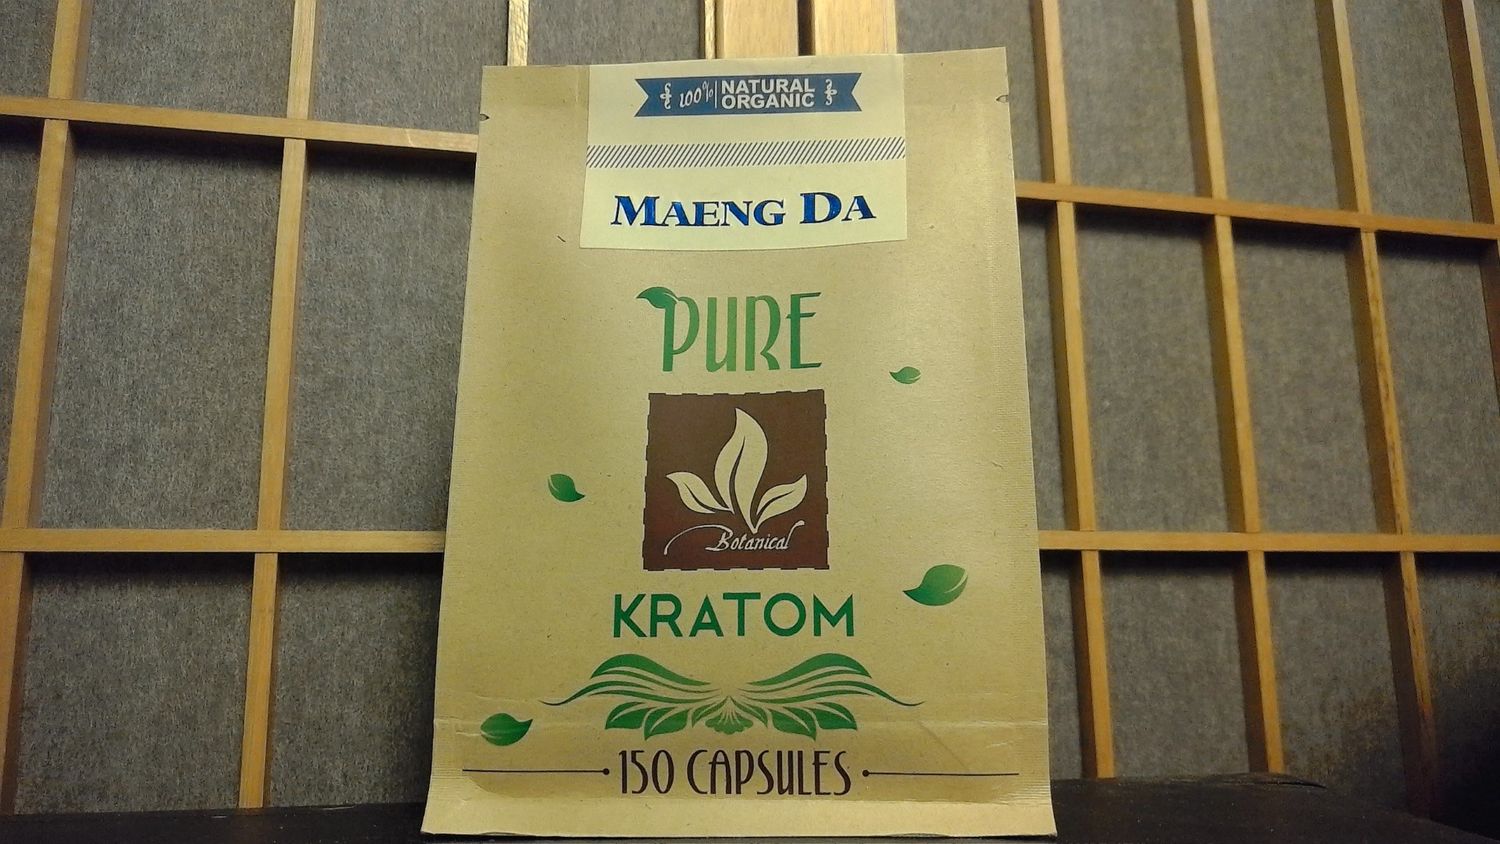 100% NATURAL
ORGANIC
MAENG DA
PURE
Botanical
KRATOM
150 CAPSULES